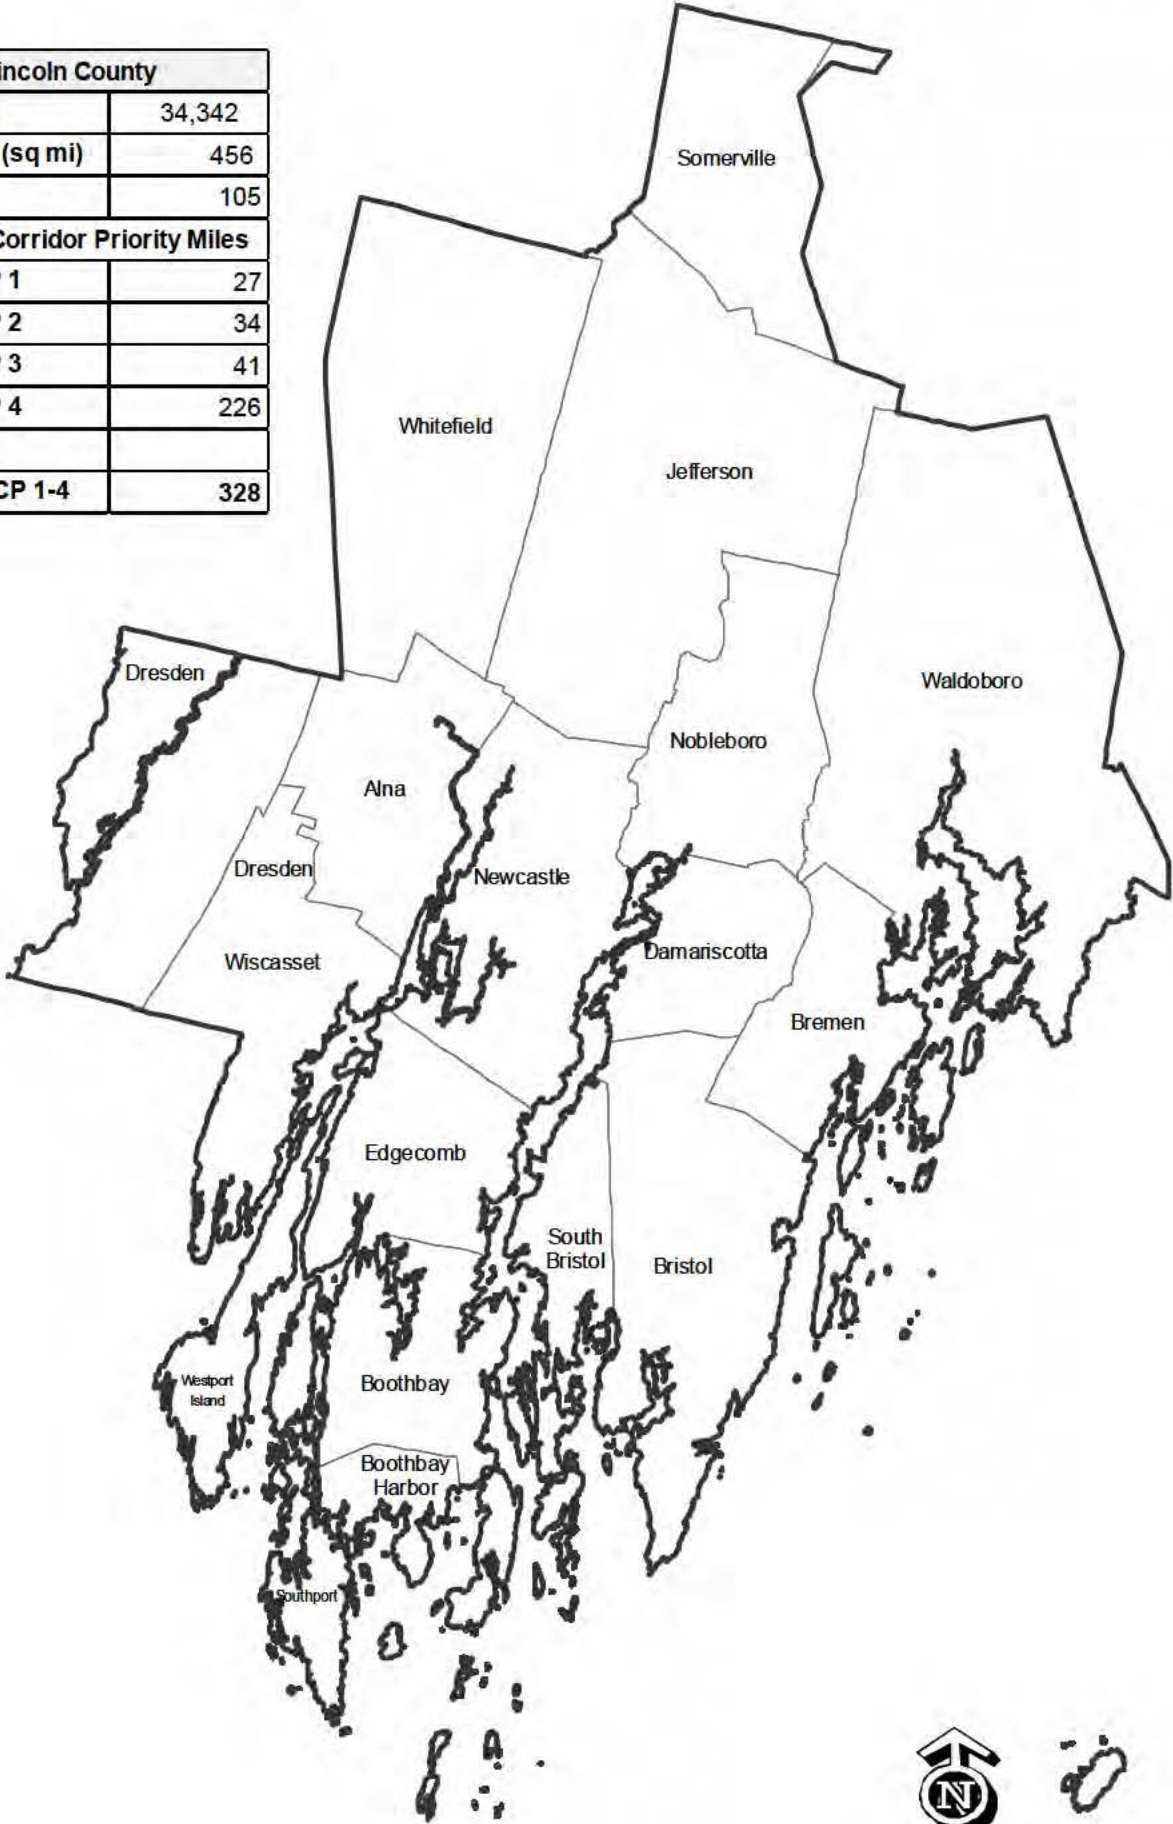 incoln County
34,342
(sq mi) 456
105
Corridor Priority Miles
1 27
2 34
3 41
4 226
CP 1-4 328
Somerville
Whitefield
Jefferson
Dresden
Waldoboro
Nobleboro
Alna
Dresden
Newcastle
Damariscotta
Wiscasset
Bremen
Edgecomb
South
Bristol
Bristol
Westport
Island
Boothbay
Boothbay
Harbor
Southport
N